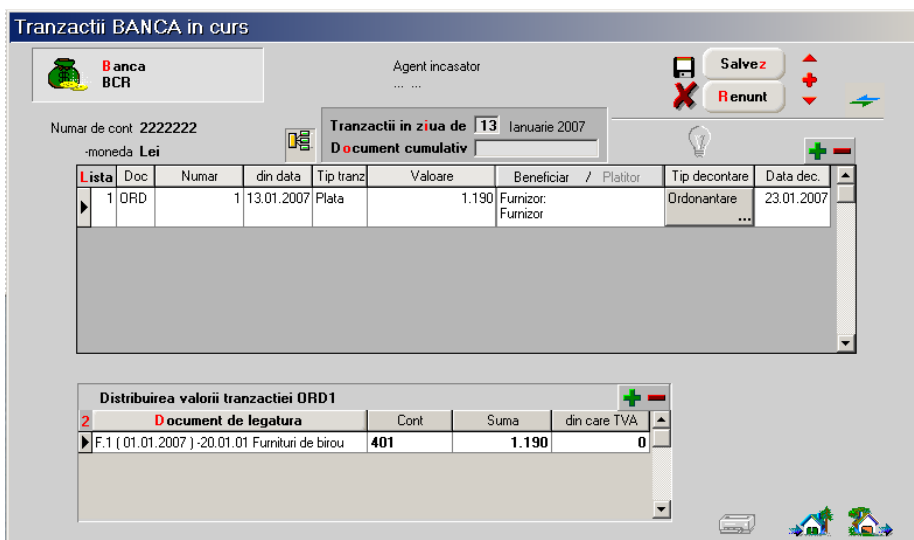 Tranzactii BANCA in curs
Banca
BCR
Agent incasator
... ...
Salvez
Renunt
Numar de cont 2222222
-moneda Lei
Tranzactii in ziua de 13 Ianuarie 2007
Document cumulativ
Lista Doc Numar din data Tip tranz Valoare Beneficiar / Platitor Tip decontare Data dec.
1 ORD 1 13.01.2007 Plata 1.190 Furnizor: Ordonantare 23.01.2007
Furnizor ...
Distribuirea valorii tranzactiei ORD1
2 Document de legatura Cont Suma din care TVA
F.1 ( 01.01.2007 ) -20.01.01 Furnituri de birou 401 1.190 0